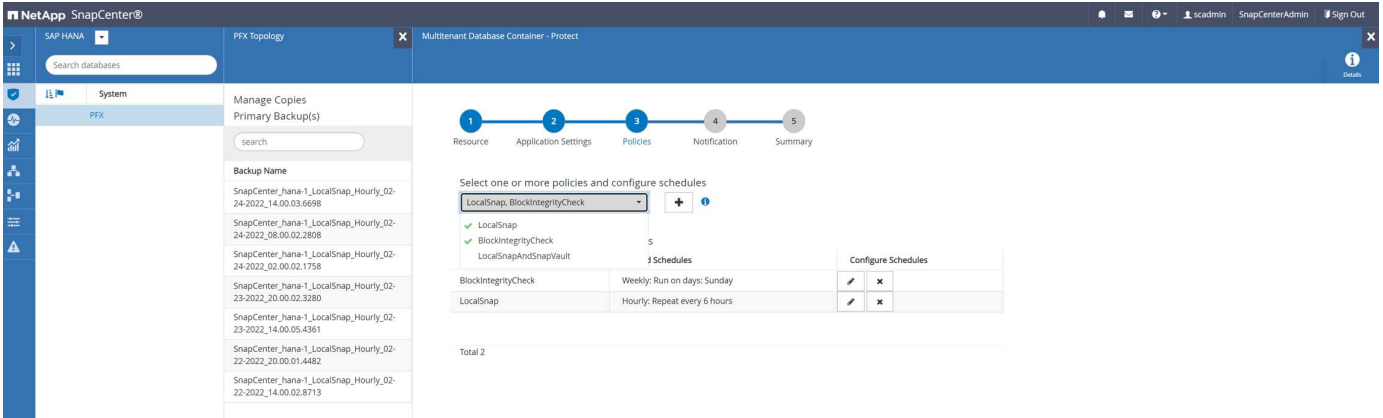 NetApp SnapCenter®
scadmin SnapCenterAdmin Sign Out
SAP HANA
Search databases
System
PFX
PFX Topology
Manage Copies
Primary Backup(s)
search
Backup Name
SnapCenter_hana-1_LocalSnap_Hourly_02-
24-2022_14.00.03.6698
SnapCenter_hana-1_LocalSnap_Hourly_02-
24-2022_08.00.02.2808
SnapCenter_hana-1_LocalSnap_Hourly_02-
24-2022_02.00.02.1758
SnapCenter_hana-1_LocalSnap_Hourly_02-
23-2022_20.00.02.3280
SnapCenter_hana-1_LocalSnap_Hourly_02-
23-2022_14.00.05.4361
SnapCenter_hana-1_LocalSnap_Hourly_02-
22-2022_20.00.01.4482
SnapCenter_hana-1_LocalSnap_Hourly_02-
22-2022_14.00.02.8713
Multitenant Database Container - Protect
Details
1 2 3 4 5
Resource Application Settings Policies Notification Summary
Select one or more policies and configure schedules
LocalSnap, BlockIntegrityCheck
LocalSnap
BlockIntegrityCheck
LocalSnapAndSnapVault
Schedules Configure Schedules
BlockIntegrityCheck Weekly: Run on days: Sunday
LocalSnap Hourly: Repeat every 6 hours
Total 2